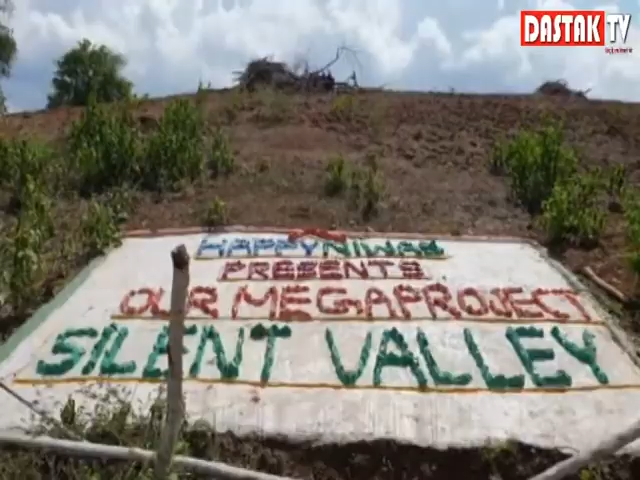 DASTAK TV
HAPPY NIWAS
PRESENTS
OUR MEGA PROJECT
SILENT VALLEY